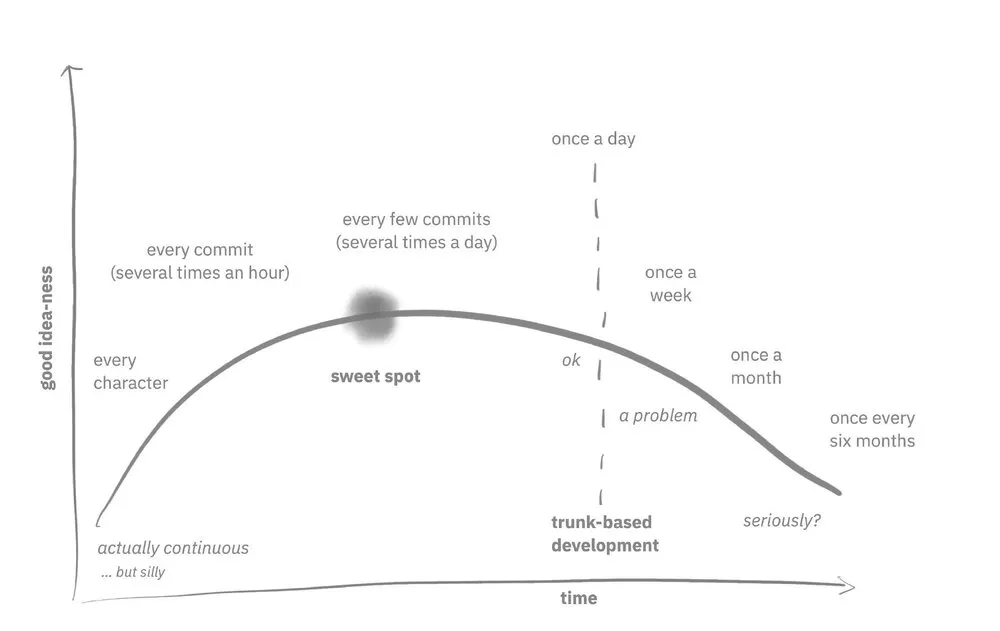 once a day
every few commits
(several times a day)
every commit
(several times an hour)
once a
week
good idea-ness
every
character
sweet spot
ok
once a
month
a problem
once every
six months
trunk-based
development
seriously?
actually continuous
... but silly
time